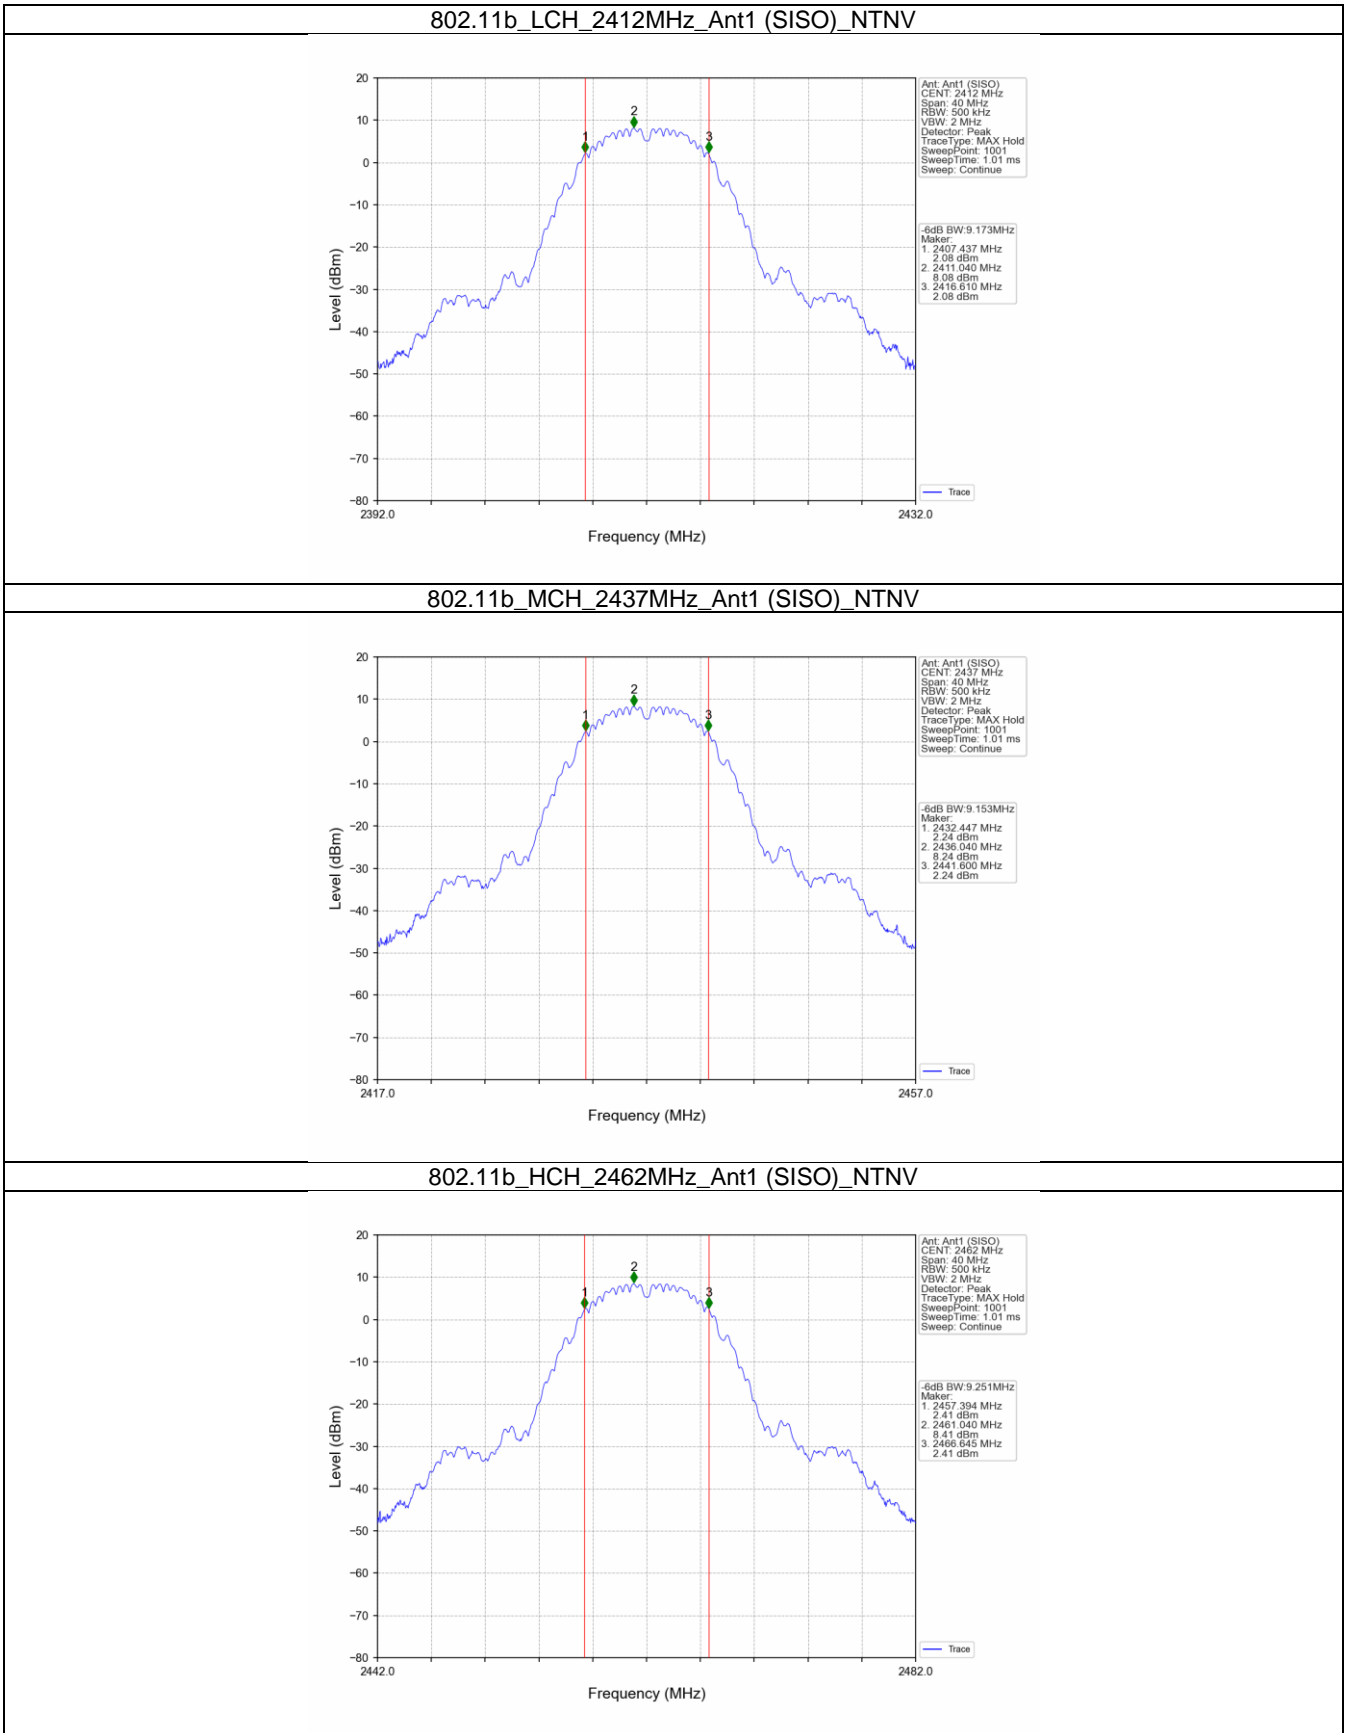 802.11b_LCH_2412MHz_Ant1 (SISO)_NTNV
20
10
0
−10
−20
−30
−40
−50
−60
−70
−80
Level (dBm)
1
2
3
2392.0
2432.0
Frequency (MHz)
Ant: Ant1 (SISO)
CENT: 2412 MHz
Span: 40 MHz
RBW: 500 kHz
VBW: 2 MHz
Detector: Peak
TraceType: MAX Hold
SweepPoint: 1001
SweepTime: 1.01 ms
Sweep: Continue
-6dB BW:9.173MHz
Maker:
1. 2407.437 MHz
2.08 dBm
2. 2411.040 MHz
8.08 dBm
3. 2416.610 MHz
2.08 dBm
Trace
802.11b_MCH_2437MHz_Ant1 (SISO)_NTNV
20
10
0
−10
−20
−30
−40
−50
−60
−70
−80
Level (dBm)
1
2
3
2417.0
2457.0
Frequency (MHz)
Ant: Ant1 (SISO)
CENT: 2437 MHz
Span: 40 MHz
RBW: 500 kHz
VBW: 2 MHz
Detector: Peak
TraceType: MAX Hold
SweepPoint: 1001
SweepTime: 1.01 ms
Sweep: Continue
-6dB BW:9.153MHz
Maker:
1. 2432.447 MHz
2.24 dBm
2. 2436.040 MHz
8.24 dBm
3. 2441.600 MHz
2.24 dBm
Trace
802.11b_HCH_2462MHz_Ant1 (SISO)_NTNV
20
10
0
−10
−20
−30
−40
−50
−60
−70
−80
Level (dBm)
1
2
3
2442.0
2482.0
Frequency (MHz)
Ant: Ant1 (SISO)
CENT: 2462 MHz
Span: 40 MHz
RBW: 500 kHz
VBW: 2 MHz
Detector: Peak
TraceType: MAX Hold
SweepPoint: 1001
SweepTime: 1.01 ms
Sweep: Continue
-6dB BW:9.251MHz
Maker:
1. 2457.394 MHz
2.41 dBm
2. 2461.040 MHz
8.41 dBm
3. 2466.645 MHz
2.41 dBm
Trace